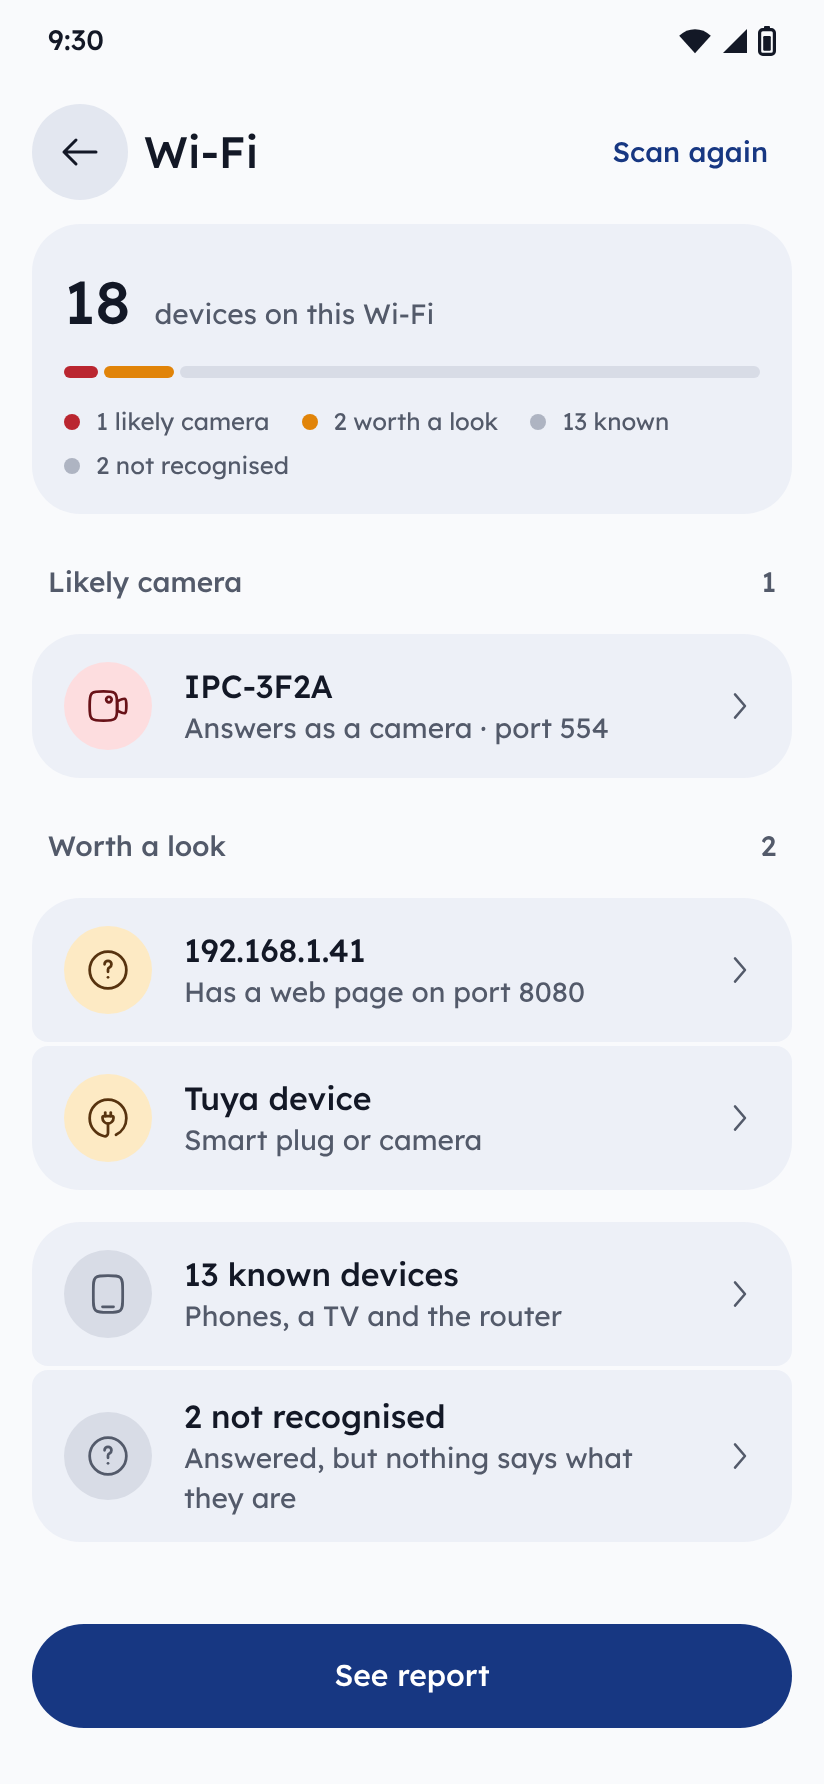 9:30
Wi-Fi
Scan again
18 devices on this Wi-Fi
1 likely camera
2 worth a look
13 known
2 not recognised
Likely camera
1
IPC-3F2A
Answers as a camera · port 554
Worth a look
2
192.168.1.41
Has a web page on port 8080
Tuya device
Smart plug or camera
13 known devices
Phones, a TV and the router
2 not recognised
Answered, but nothing says what
they are
See report